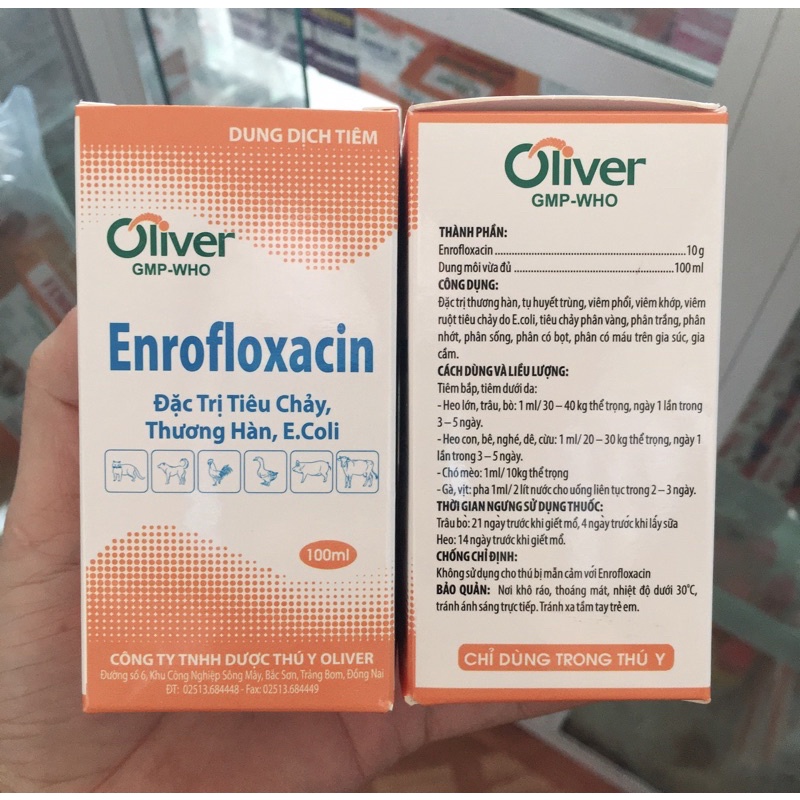 DUNG DỊCH TIÊM
Oliver
GMP-WHO
Enrofloxacin
Đặc Trị Tiêu Chảy,
Thương Hàn, E.Coli
100ml
CÔNG TY TNHH DƯỢC THÚ Y OLIVER
Đường số 6, Khu Công Nghiệp Sông Mây, Bắc Sơn, Trảng Bom, Đồng Nai
ĐT: 02513.684448 - Fax: 02513.684449
Oliver
GMP-WHO
THÀNH PHẦN:
Enrofloxacin ........................................................ 10 g
Dung môi vừa đủ ................................................ 100 ml
CÔNG DỤNG:
Đặc trị thương hàn, tụ huyết trùng, viêm phổi, viêm khớp, viêm
ruột tiêu chảy do E.coli, tiêu chảy phân vàng, phân trắng, phân
nhớt, phân sống, phân có bọt, phân có máu trên gia súc, gia
cầm.
CÁCH DÙNG VÀ LIỀU LƯỢNG:
Tiêm bắp, tiêm dưới da:
- Heo lớn, trâu, bò: 1 ml/ 30 – 40 kg thể trọng, ngày 1 lần trong
3 – 5 ngày.
- Heo con, bê, nghé, dê, cừu: 1 ml/ 20 – 30 kg thể trọng, ngày 1
lần trong 3 – 5 ngày.
- Chó mèo: 1ml/ 10kg thể trọng
- Gà, vịt: pha 1ml/ 2 lít nước cho uống liên tục trong 2 – 3 ngày.
THỜI GIAN NGƯNG SỬ DỤNG THUỐC:
Trâu bò: 21 ngày trước khi giết mổ, 4 ngày trước khi lấy sữa
Heo: 14 ngày trước khi giết mổ.
CHỐNG CHỈ ĐỊNH:
Không sử dụng cho thú bị mẫn cảm với Enrofloxacin
BẢO QUẢN: Nơi khô ráo, thoáng mát, nhiệt độ dưới 30°C,
tránh ánh sáng trực tiếp. Tránh xa tầm tay trẻ em.
CHỈ DÙNG TRONG THÚ Y